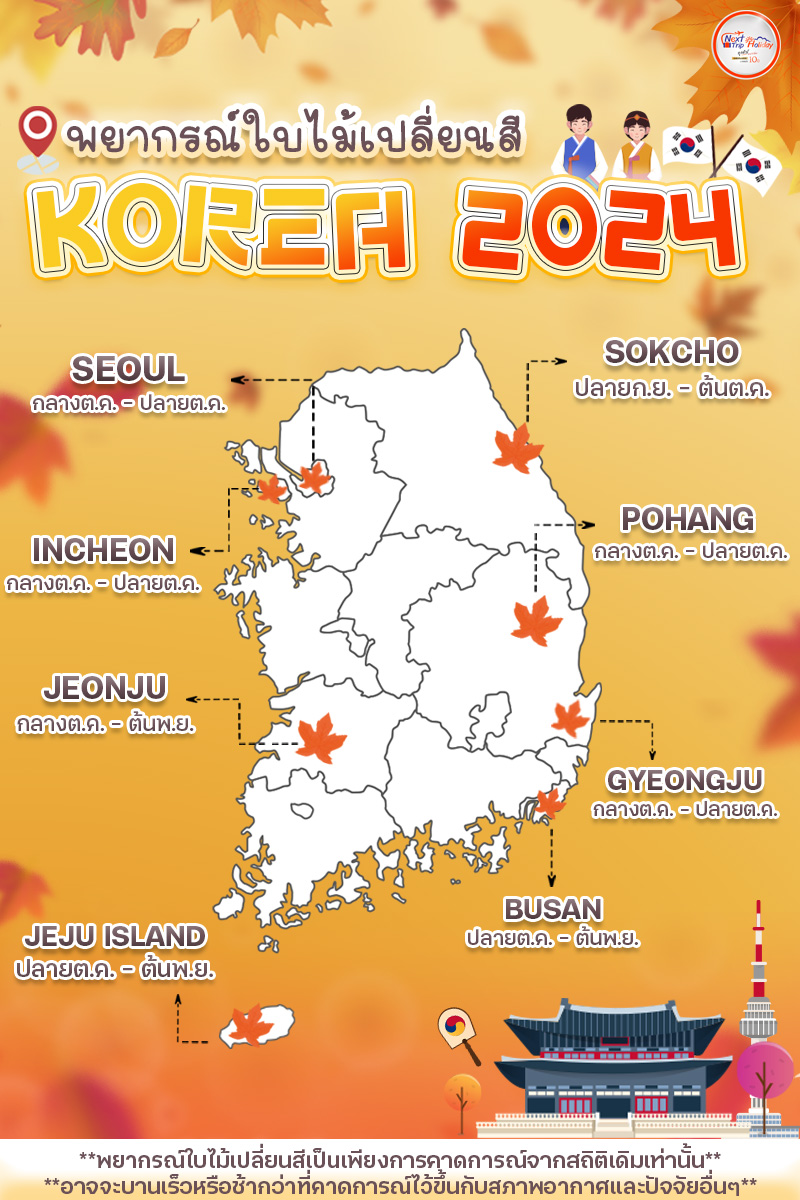 Next Trip Holiday
พยากรณ์ใบไม้เปลี่ยนสี
KOREA 2024
SEOUL
กลางต.ค. - ปลายต.ค.
SOKCHO
ปลายก.ย. - ต้นต.ค.
INCHEON
กลางต.ค. - ปลายต.ค.
POHANG
กลางต.ค. - ปลายต.ค.
JEONJU
กลางต.ค. - ต้นพ.ย.
GYEONGJU
กลางต.ค. - ปลายต.ค.
BUSAN
ปลายต.ค. - ต้นพ.ย.
JEJU ISLAND
ปลายต.ค. - ต้นพ.ย.
**พยากรณ์ใบไม้เปลี่ยนสีเป็นเพียงการคาดการณ์จากสถิติเดิมเท่านั้น**
**อาจจะบานเร็วหรือช้ากว่าที่คาดการณ์ไว้ขึ้นกับสภาพอากาศและปัจจัยอื่นๆ**